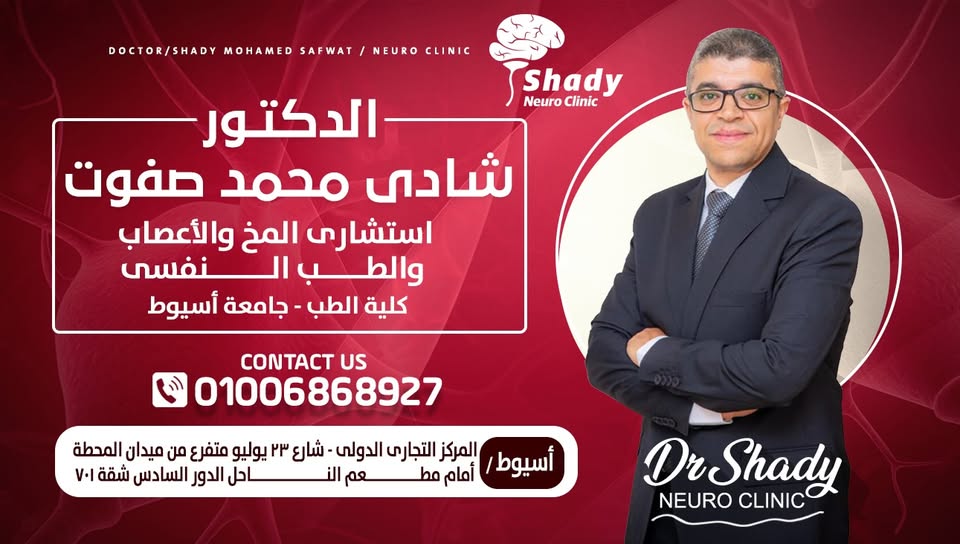 DOCTOR/SHADY MOHAMED SAFWAT / NEURO CLINIC
Shady
Neuro Clinic
الدكتور
شادى محمد صفوت
استشارى المخ والأعصاب
والطب النفسى
كلية الطب - جامعة أسيوط
CONTACT US
01006868927
أسيوط/
المركز التجارى الدولى - شارع ٢٣ يوليو متفرع من ميدان المحطة
أمام مطعم الناحل الدور السادس شقة ٧٠١
Dr Shady
NEURO CLINIC